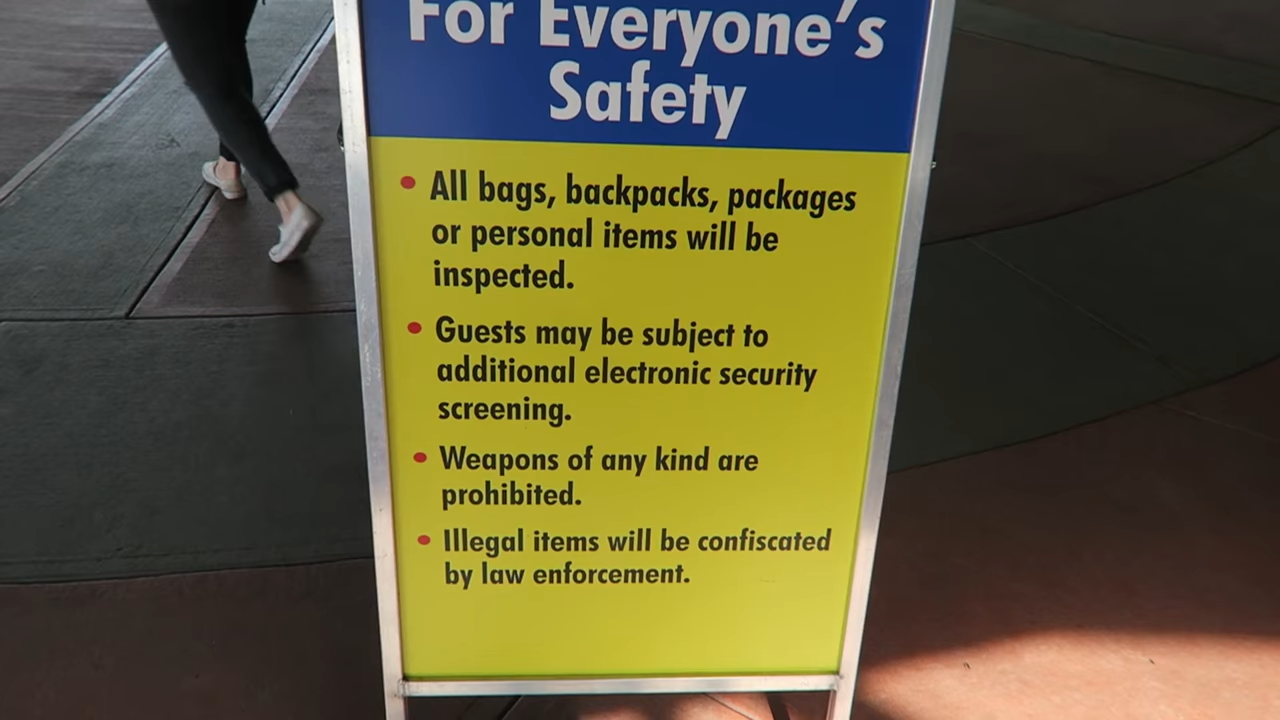 For Everyone's
Safety
• All bags, backpacks, packages
or personal items will be
inspected.
• Guests may be subject to
additional electronic security
screening.
• Weapons of any kind are
prohibited.
• Illegal items will be confiscated
by law enforcement.